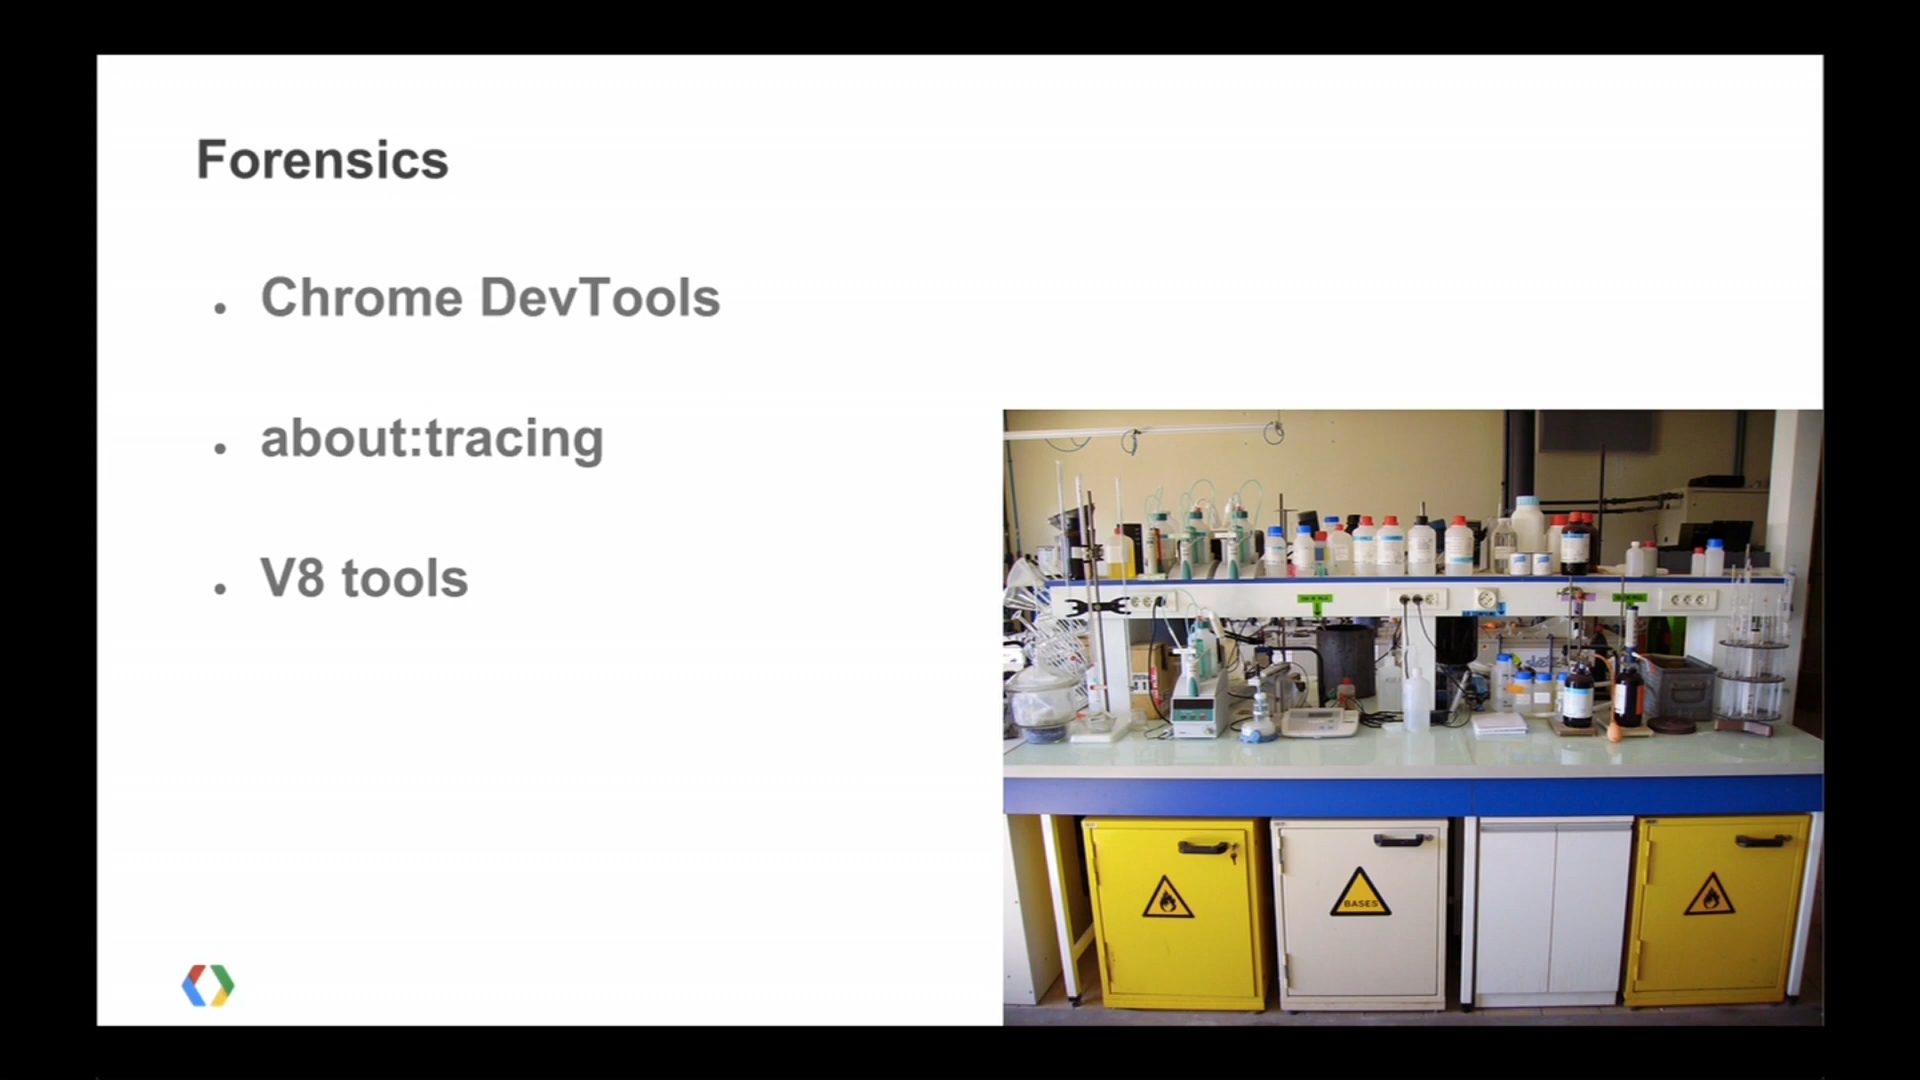 Forensics
• Chrome DevTools
• about:tracing
• V8 tools
BASES